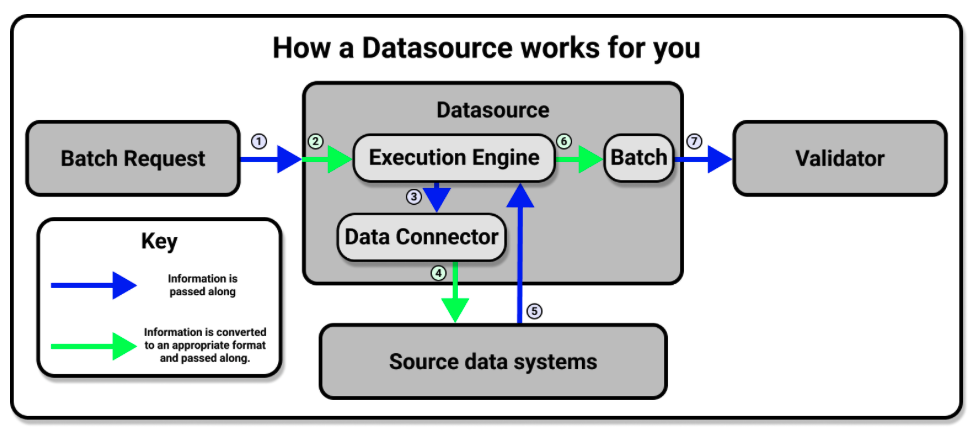 How a Datasource works for you
Datasource
Batch Request
1
2
Execution Engine
6
Batch
7
Validator
3
Data Connector
4
5
Source data systems
Key
Information is
passed along
Information is converted
to an appropriate format
and passed along.